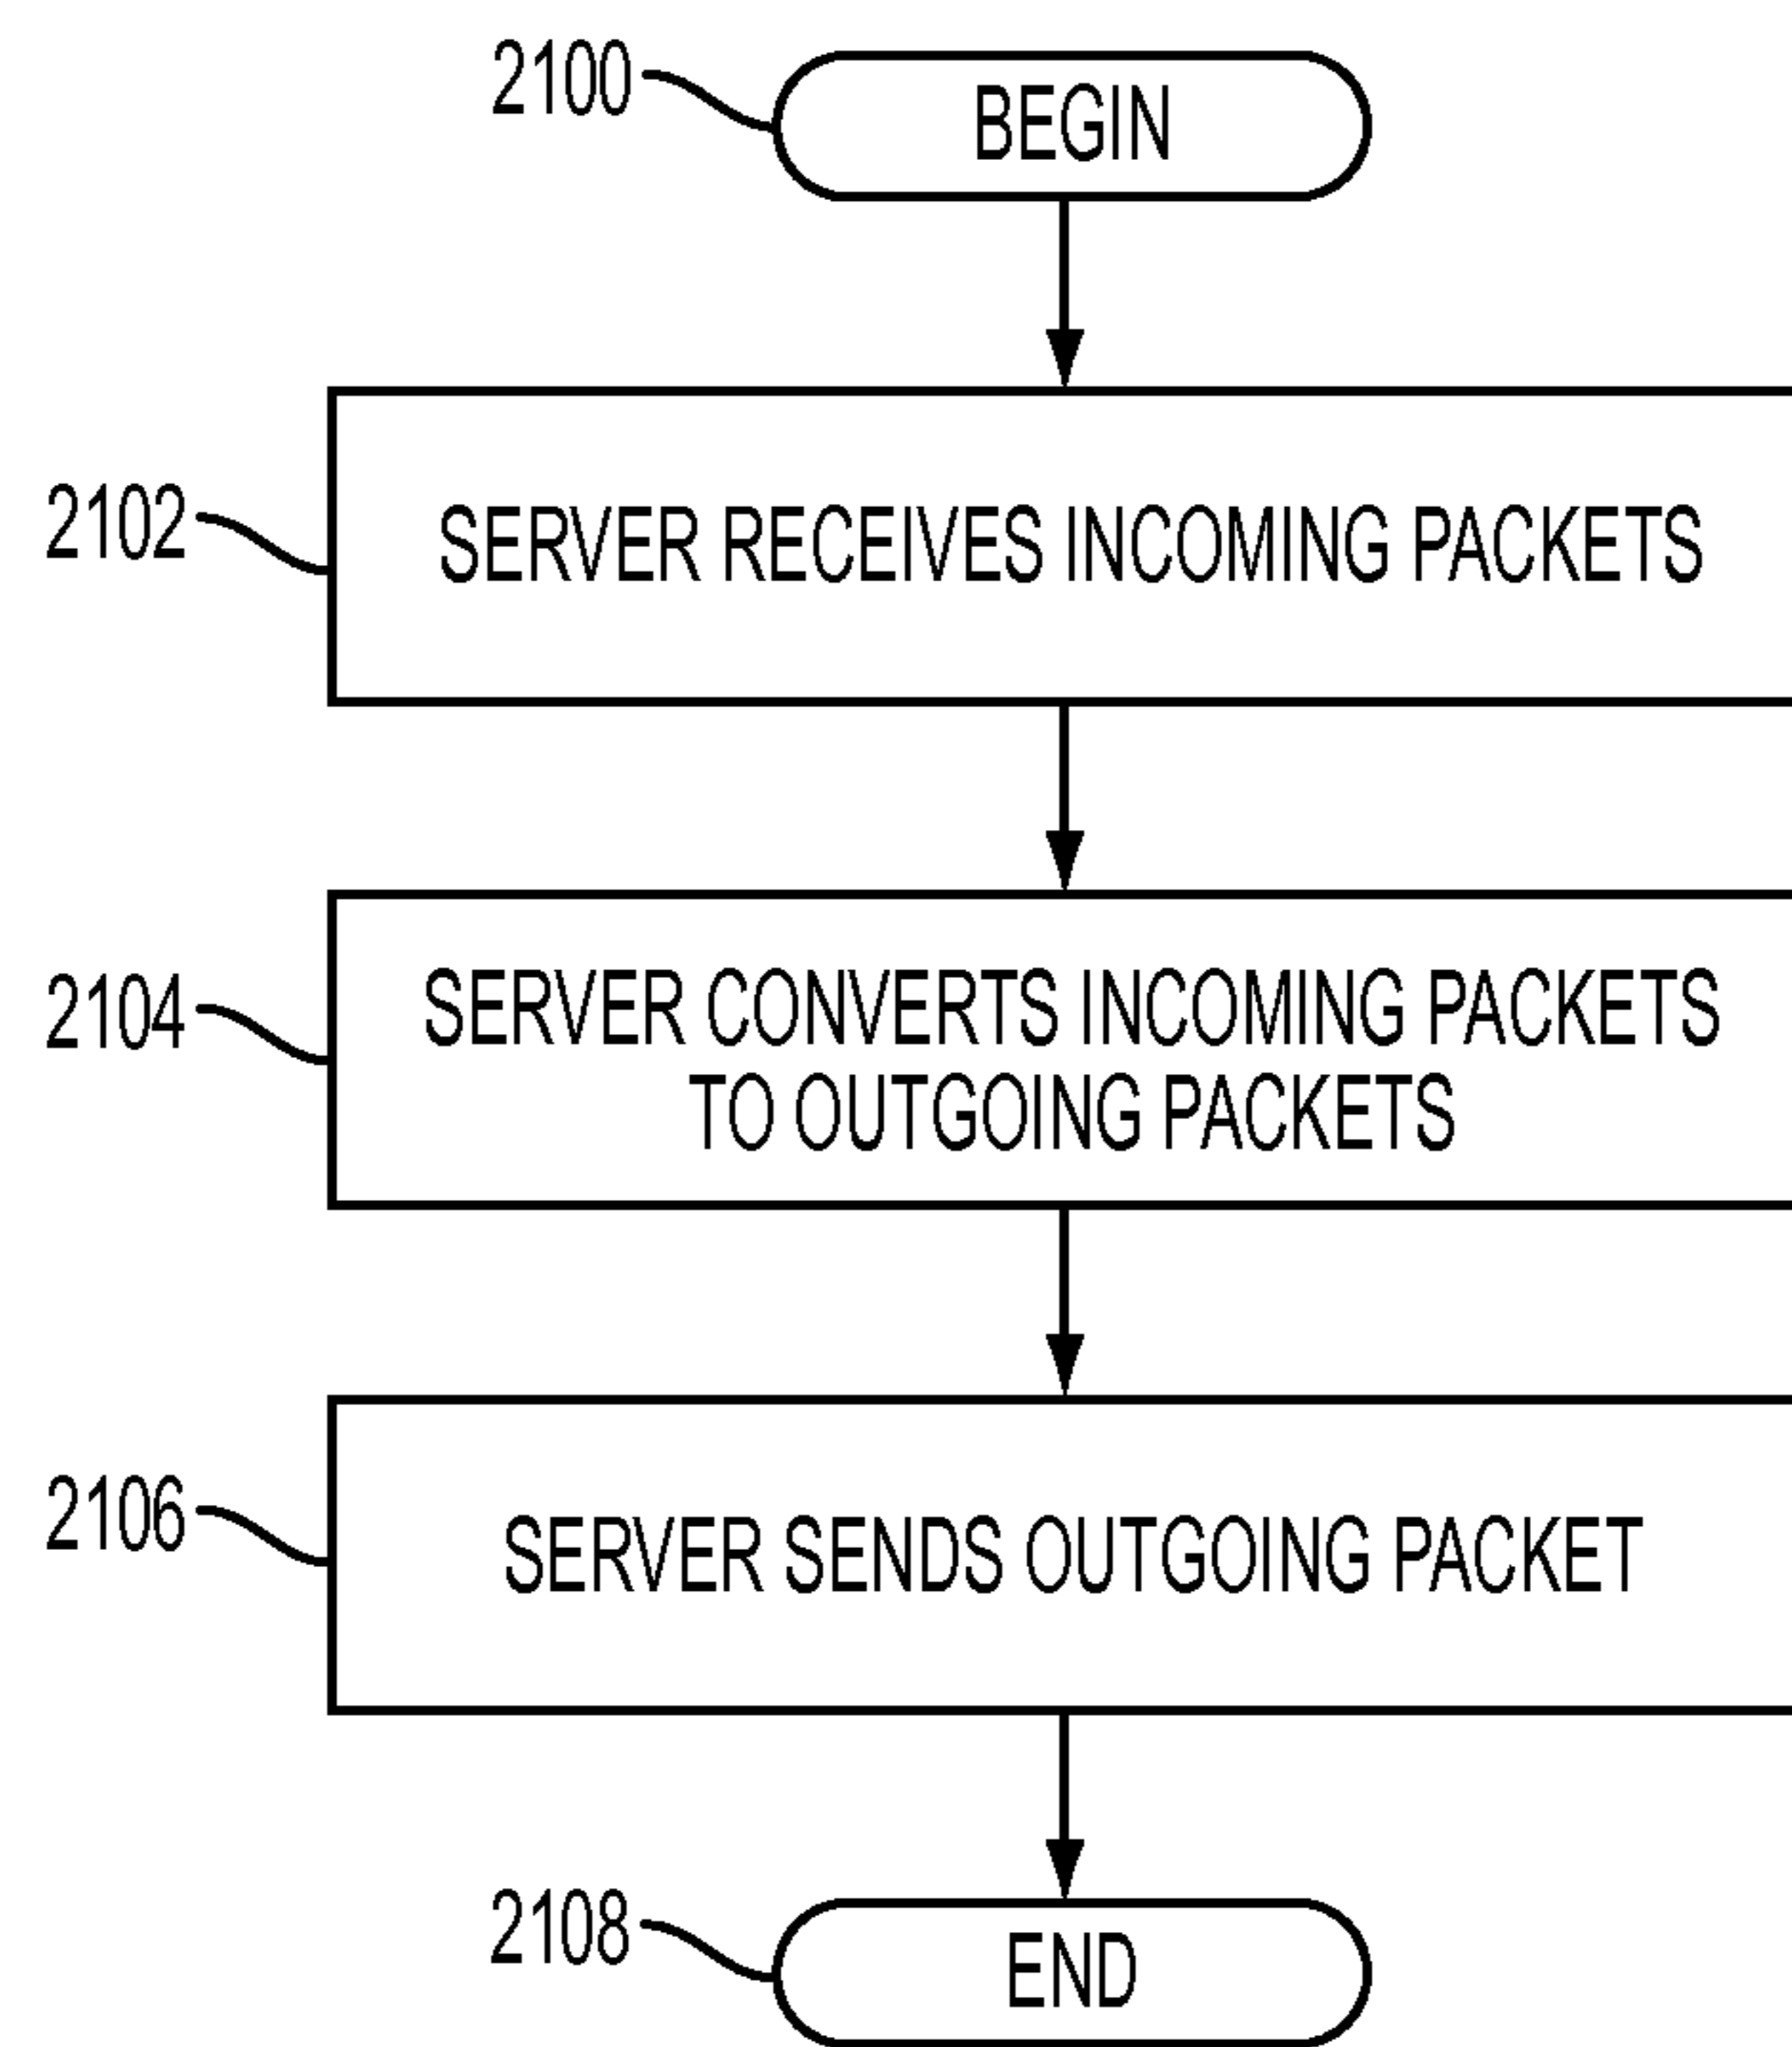 2100
BEGIN
2102
SERVER RECEIVES INCOMING PACKETS
2104
SERVER CONVERTS INCOMING PACKETS
TO OUTGOING PACKETS
2106
SERVER SENDS OUTGOING PACKET
2108
END